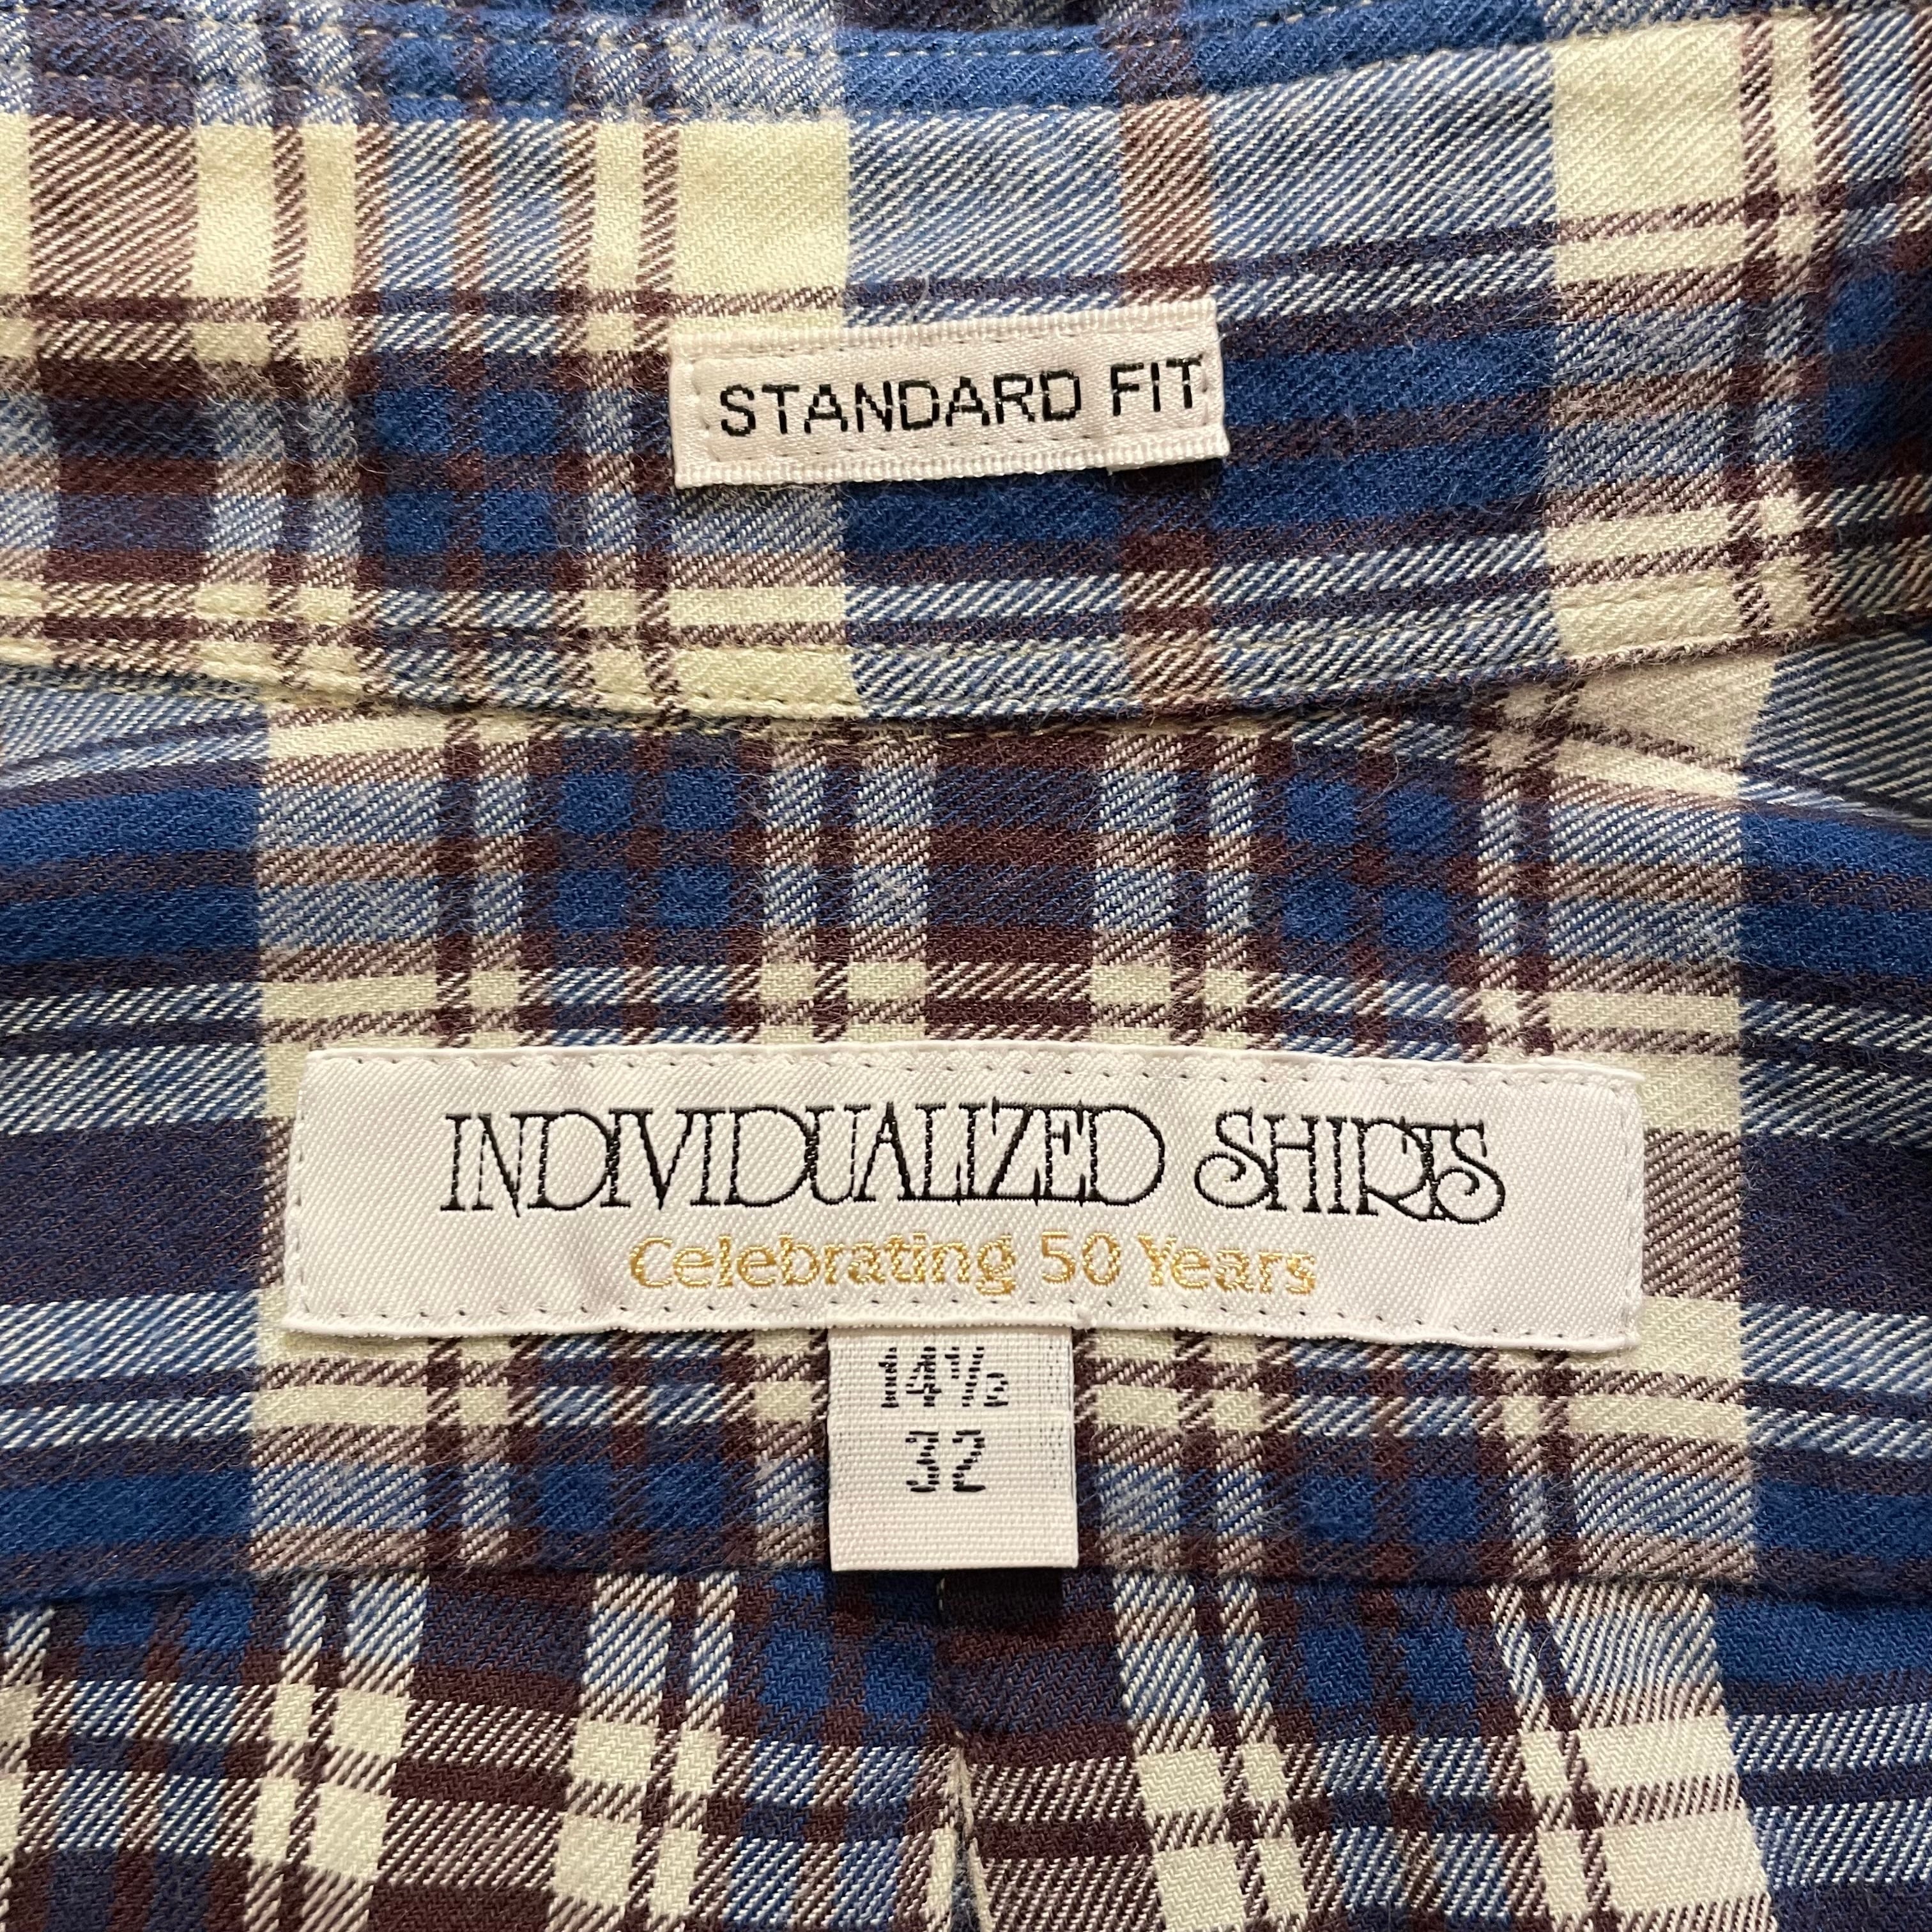 STANDARD FIT
INDIVIDUALIZED SHIRTS
Celebrating 50 Years
14½
32